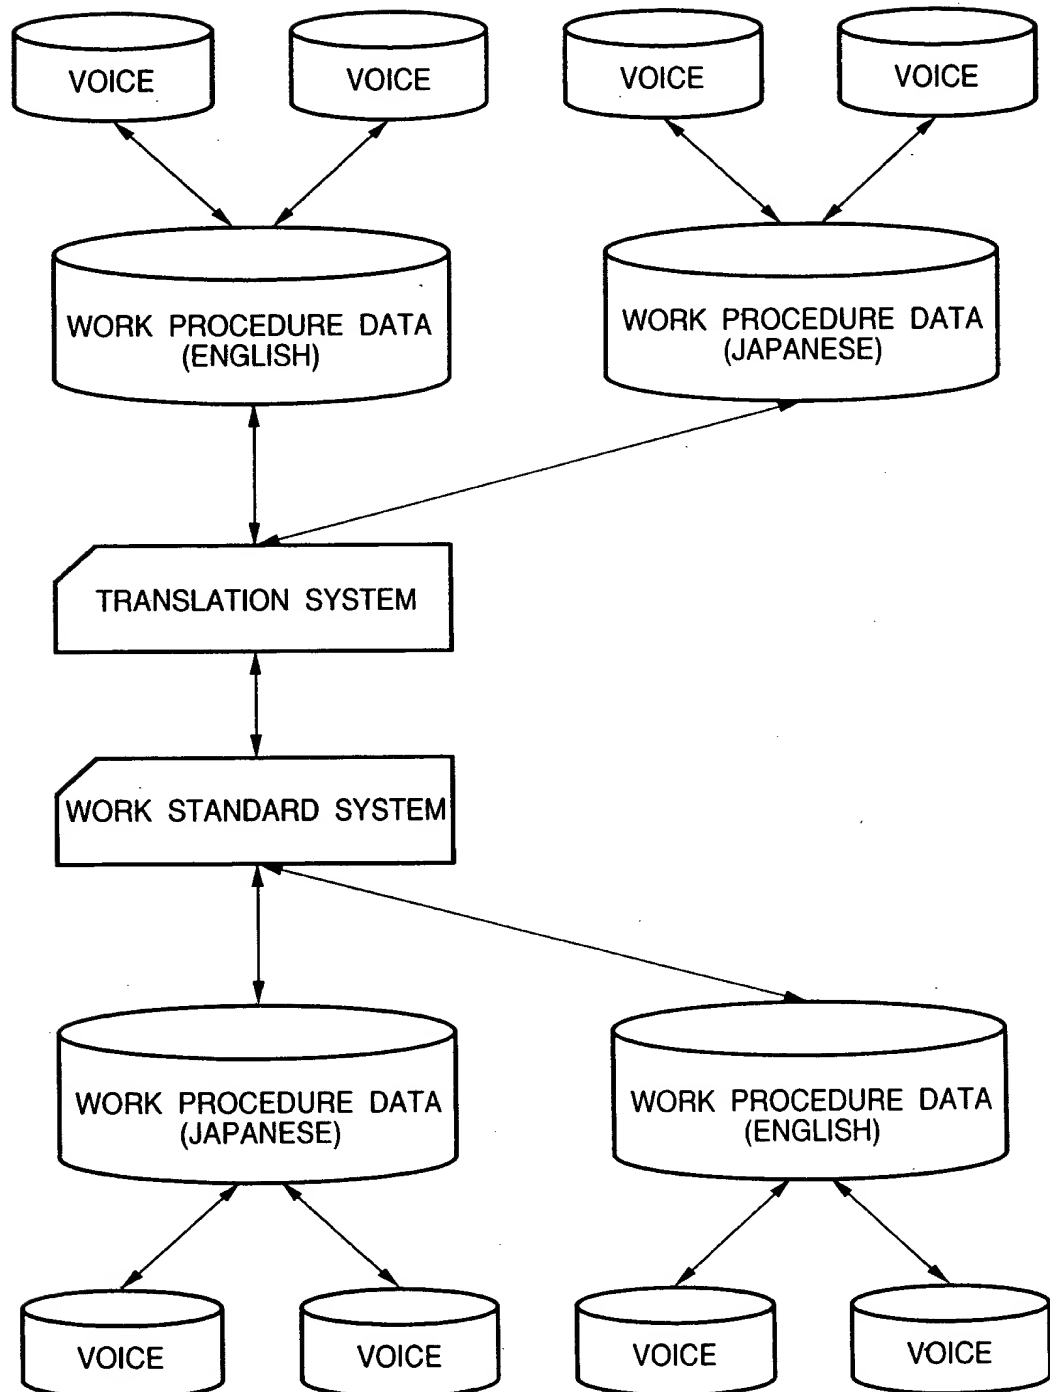 VOICE
VOICE
VOICE
VOICE
WORK PROCEDURE DATA
(ENGLISH)
WORK PROCEDURE DATA
(JAPANESE)
TRANSLATION SYSTEM
WORK STANDARD SYSTEM
WORK PROCEDURE DATA
(JAPANESE)
WORK PROCEDURE DATA
(ENGLISH)
VOICE
VOICE
VOICE
VOICE